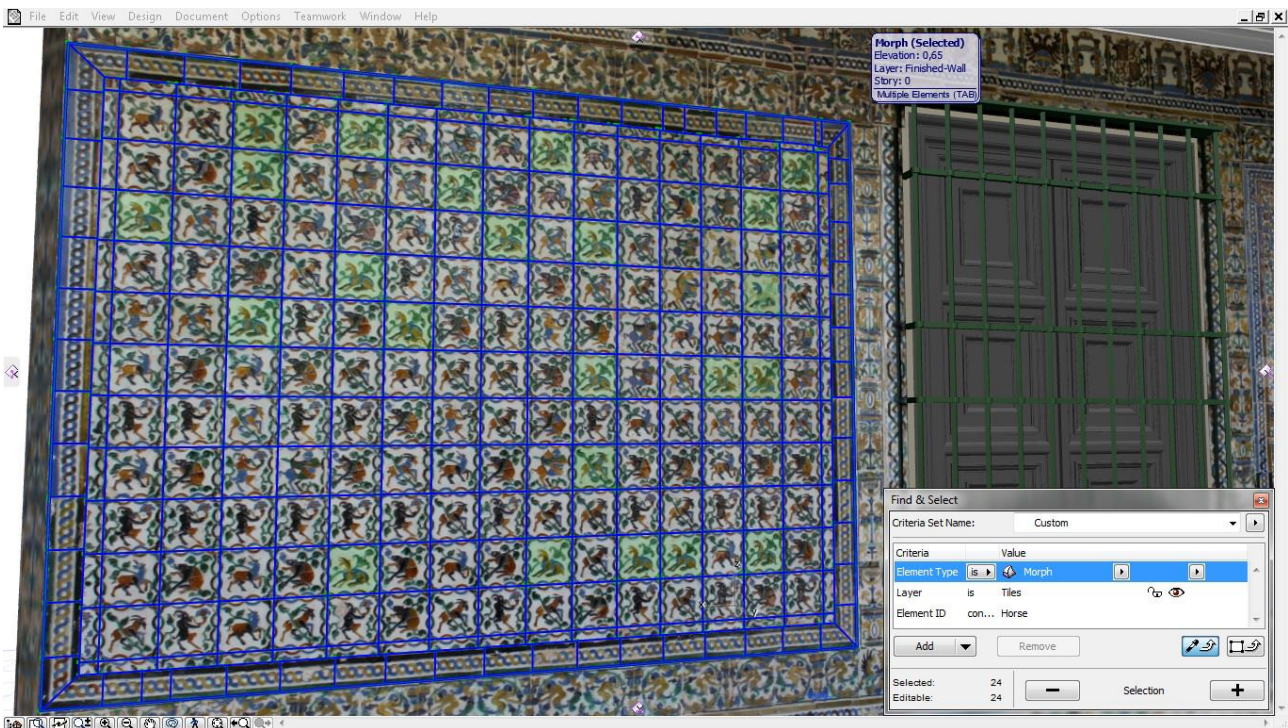 File Edit View Design Document Options Teamwork Window Help
Morph (Selected)
Elevation: 0,65
Layer: Finished-Wall
Story: 0
Multiple Elements (TAB)
Find & Select
Criteria Set Name: Custom
Criteria Value
Element Type is Morph
Layer is Tiles
Element ID con... Horse
Add Remove
Selected: 24
Editable: 24
Selection